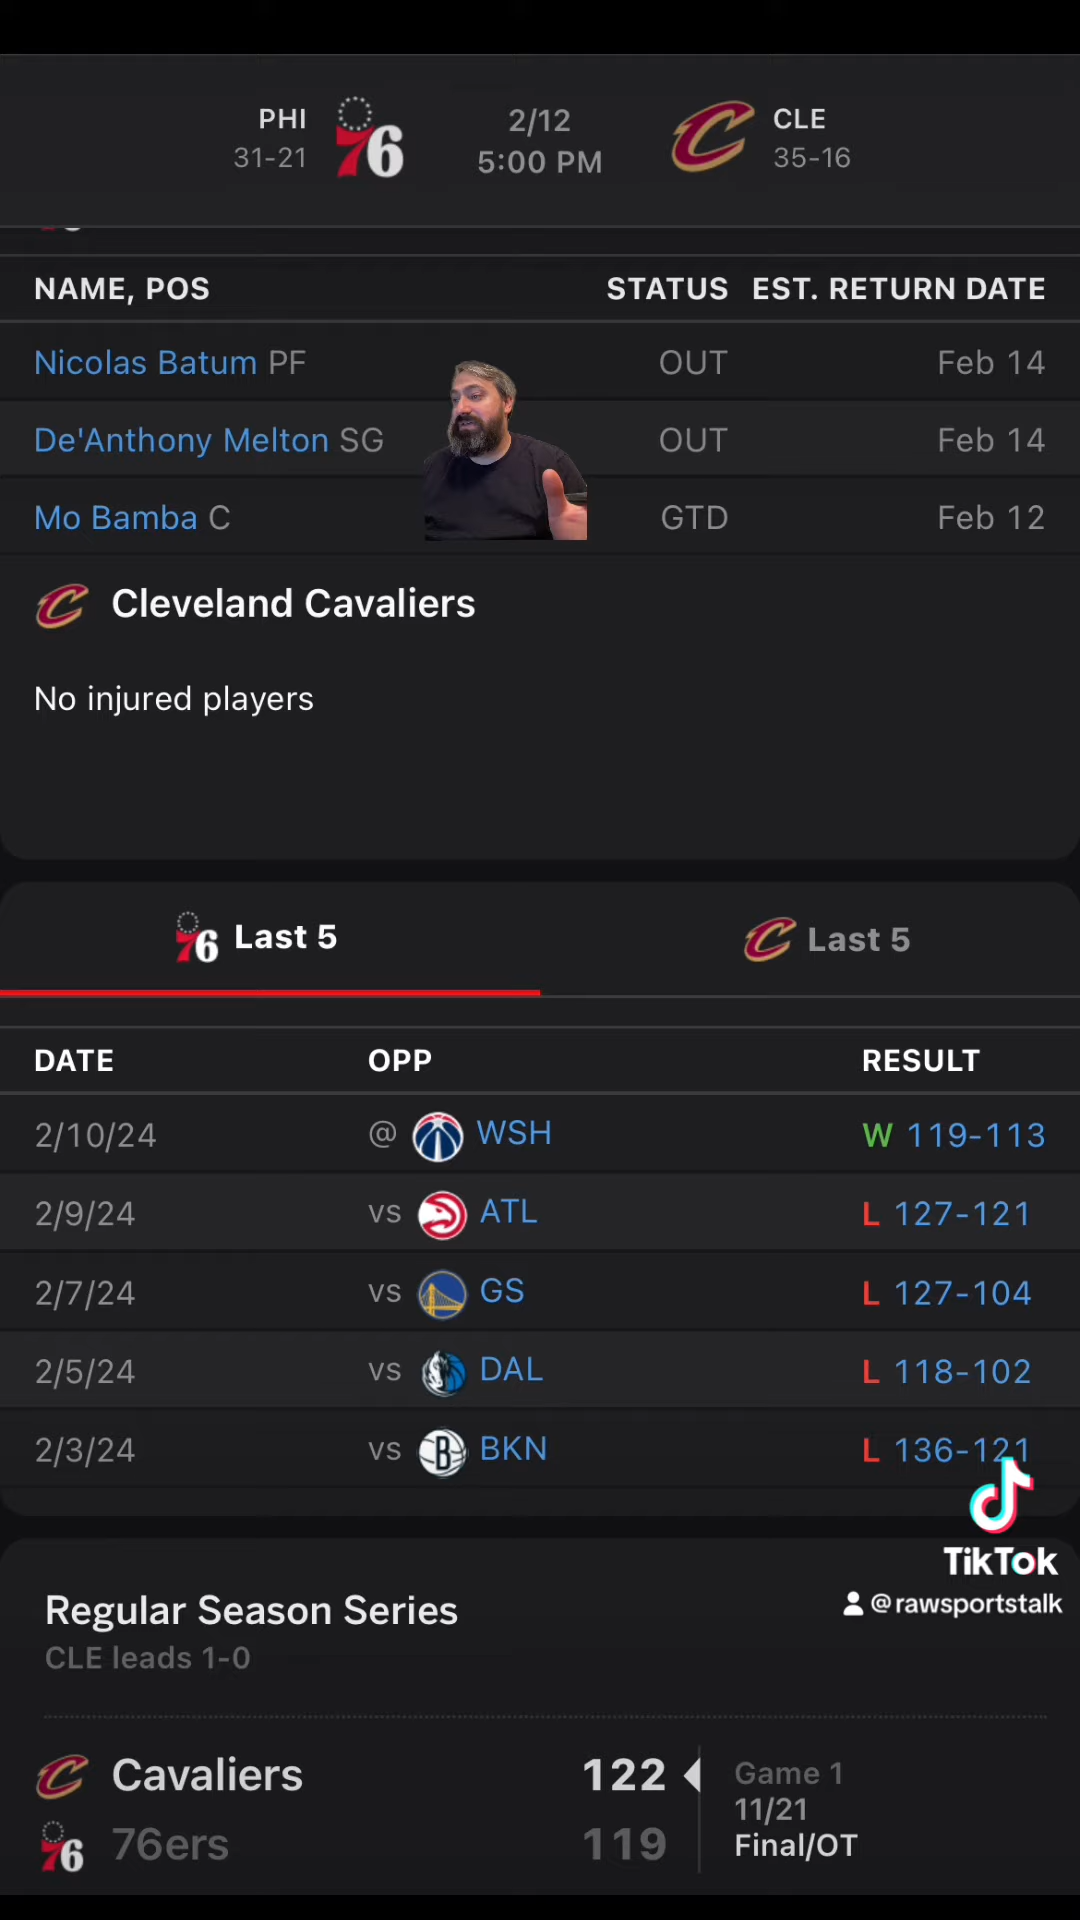 PHI 31-21 76 2/12 5:00 PM CLE 35-16
NAME, POS STATUS EST. RETURN DATE
Nicolas Batum PF OUT Feb 14
De'Anthony Melton SG OUT Feb 14
Mo Bamba C GTD Feb 12
Cleveland Cavaliers
No injured players
76 Last 5 Last 5
DATE OPP RESULT
2/10/24 @ WSH W 119-113
2/9/24 vs ATL L 127-121
2/7/24 vs GS L 127-104
2/5/24 vs DAL L 118-102
2/3/24 vs B BKN L 136-121
TikTok
@rawsportstalk
Regular Season Series
CLE leads 1-0
Cavaliers 122 Game 1
11/21
76 76ers 119 Final/OT